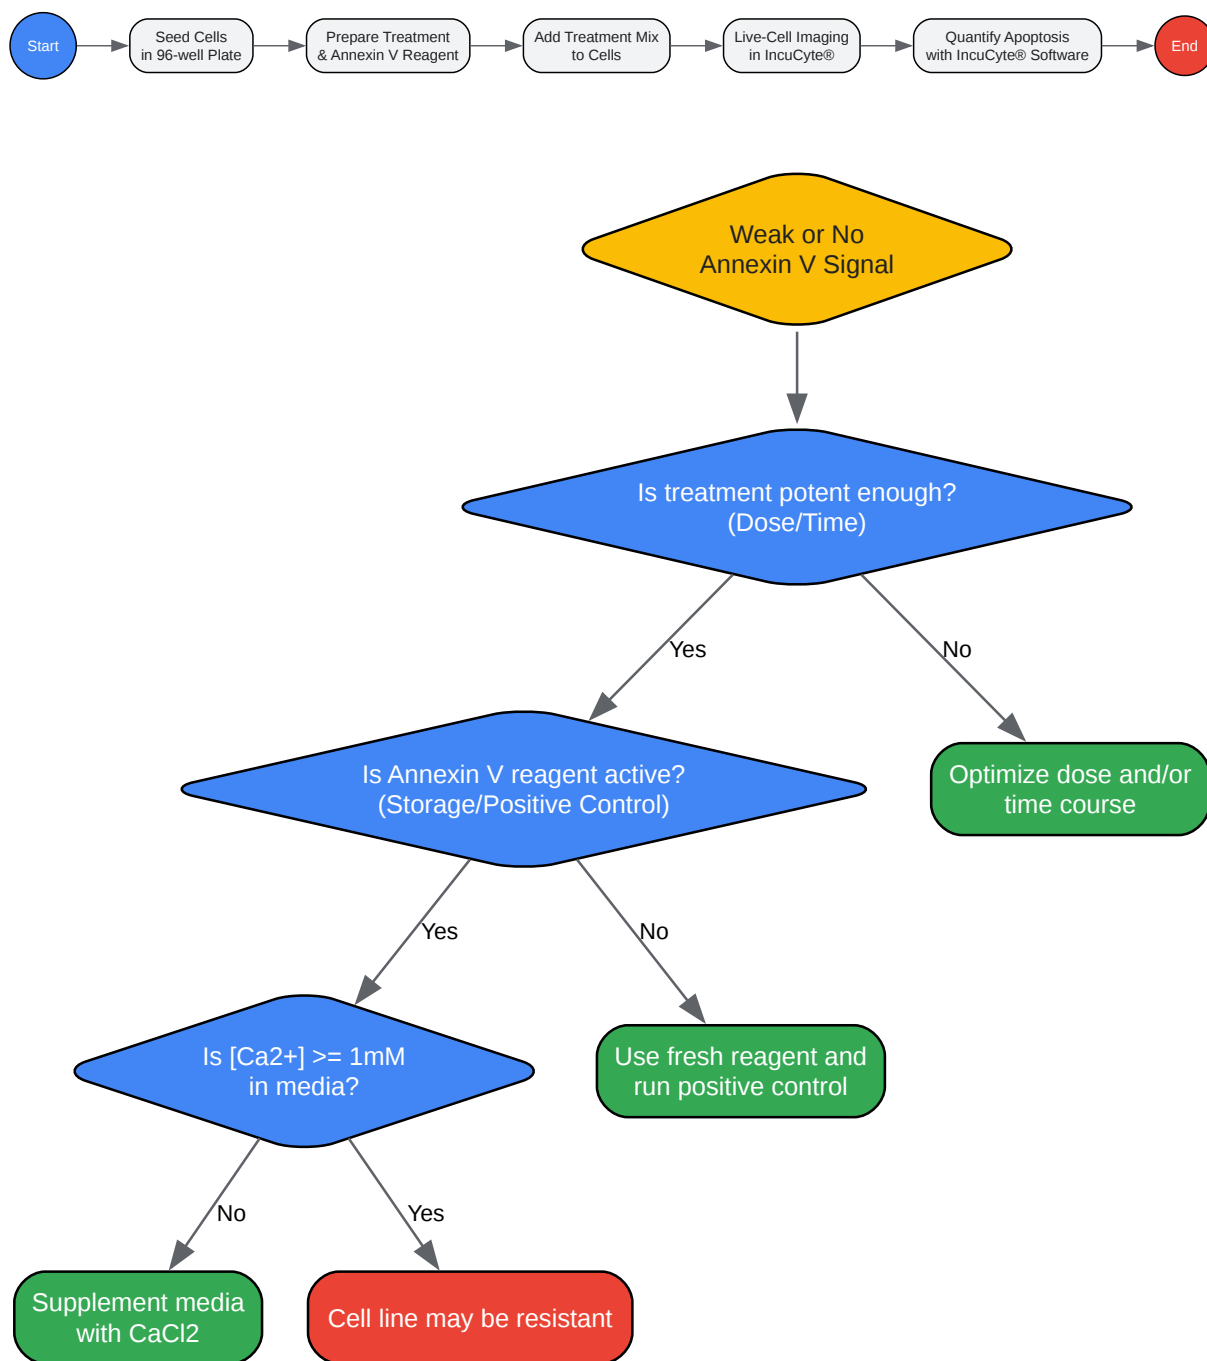 Start
Seed Cells
in 96-well Plate
Prepare Treatment
& Annexin V Reagent
Add Treatment Mix
to Cells
Live-Cell Imaging
in IncuCyte®
Quantify Apoptosis
with IncuCyte® Software
End
Weak or No
Annexin V Signal
Is treatment potent enough?
(Dose/Time)
Yes
No
Is Annexin V reagent active?
(Storage/Positive Control)
Optimize dose and/or
time course
Yes
No
Is [Ca2+] >= 1mM
in media?
Use fresh reagent and
run positive control
No
Yes
Supplement media
with CaCl2
Cell line may be resistant